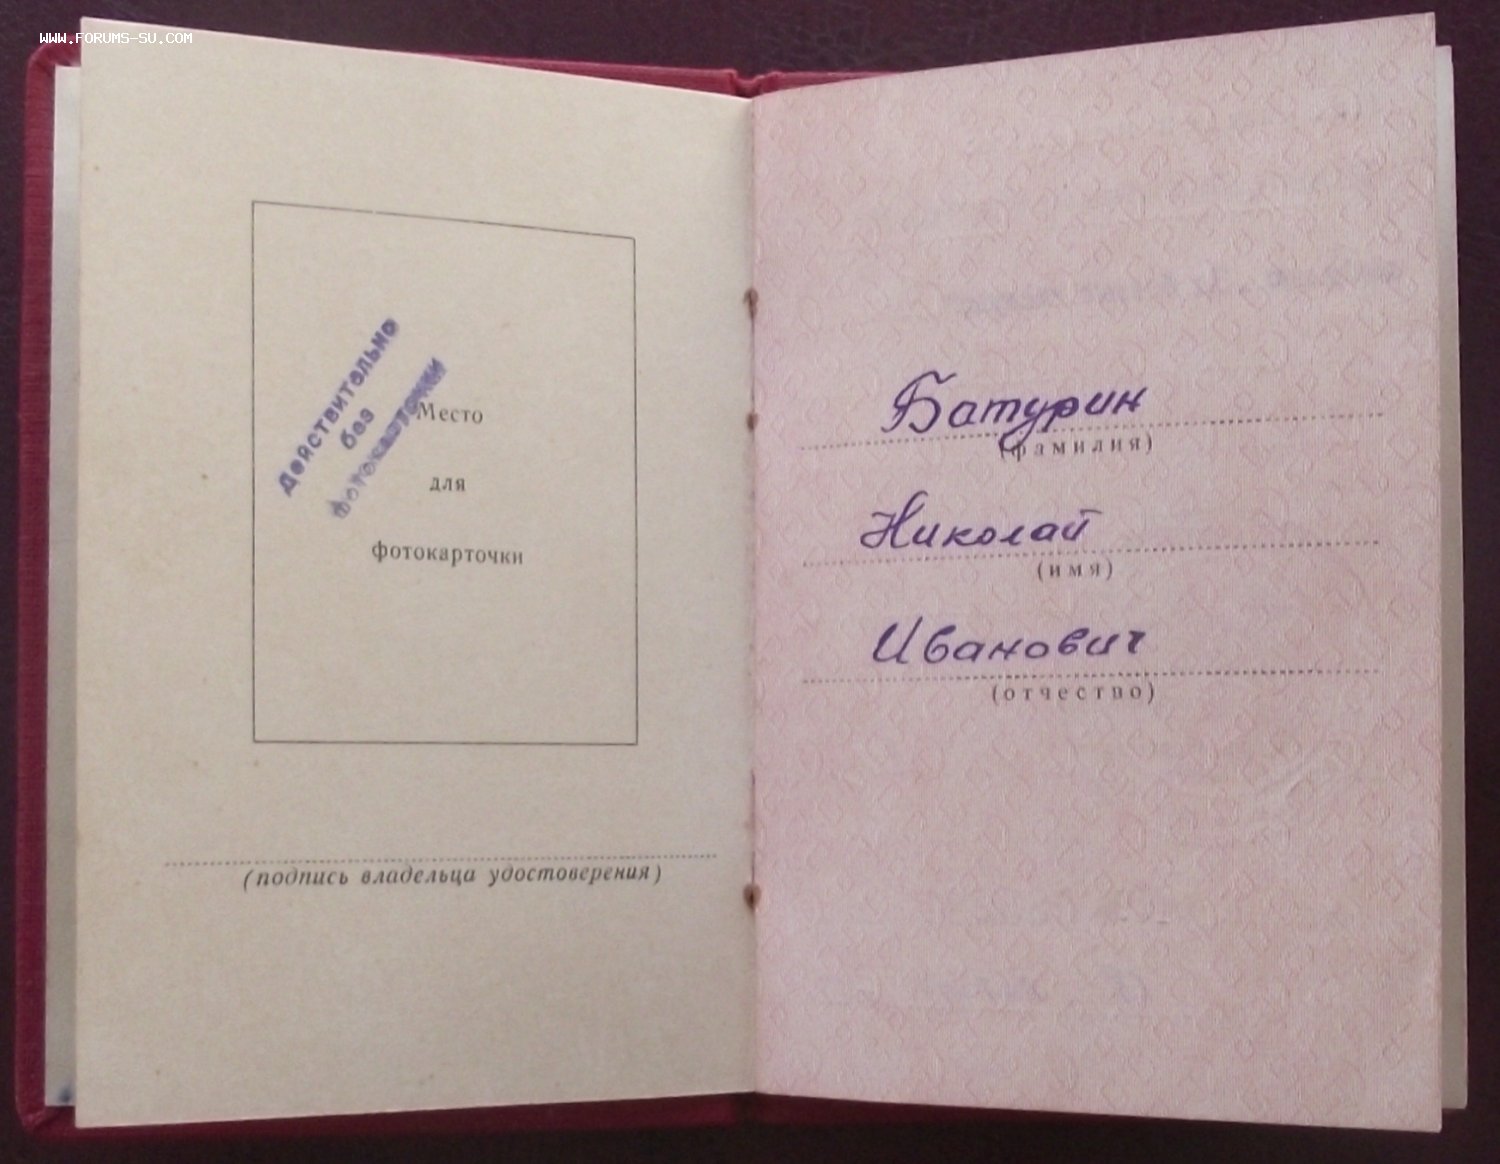 WWW.FORUMS-SU.COM
Действительно
без
фотокарточки
Место
для
фотокарточки
(подпись владельца удостоверения)
Батурин
(фамилия)
Николай
(имя)
Иванович
(отчество)